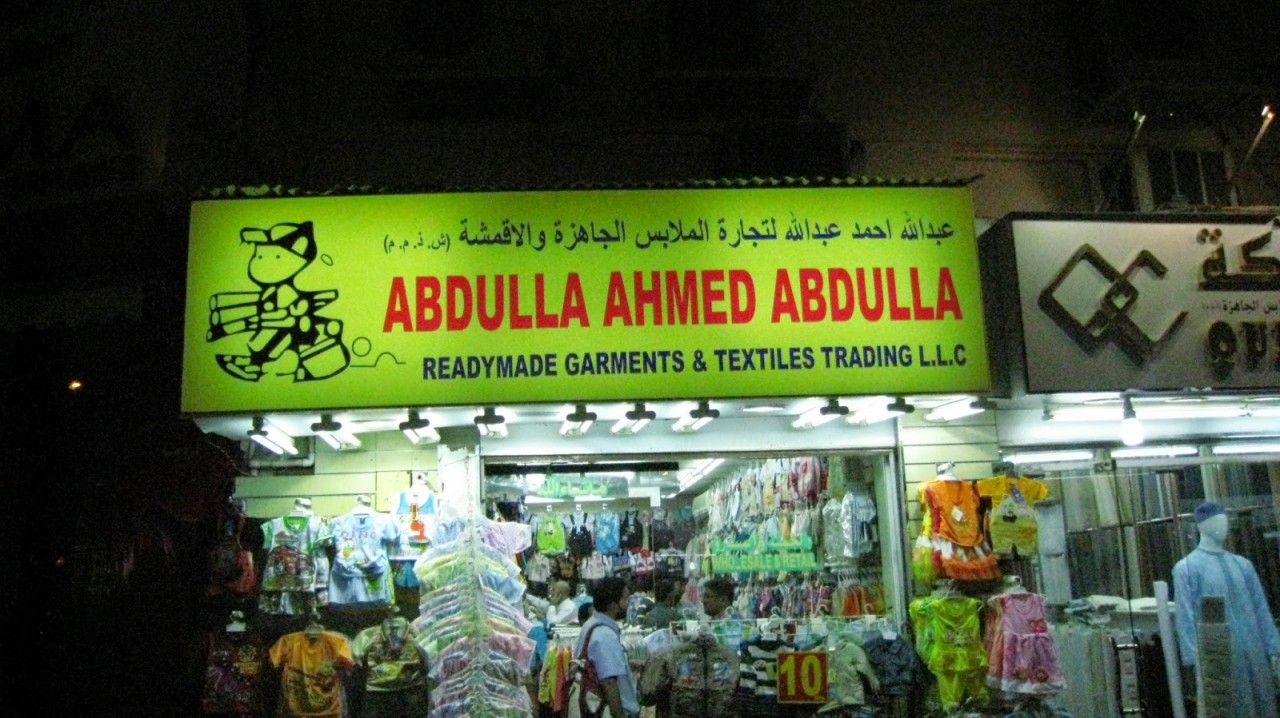 عبدالله احمد عبدالله لتجارة الملابس الجاهزة والاقمشة (ش. ذ. م. م)
ABDULLA AHMED ABDULLA
READYMADE GARMENTS & TEXTILES TRADING L.L.C
WHOLESALE & RETAIL
10